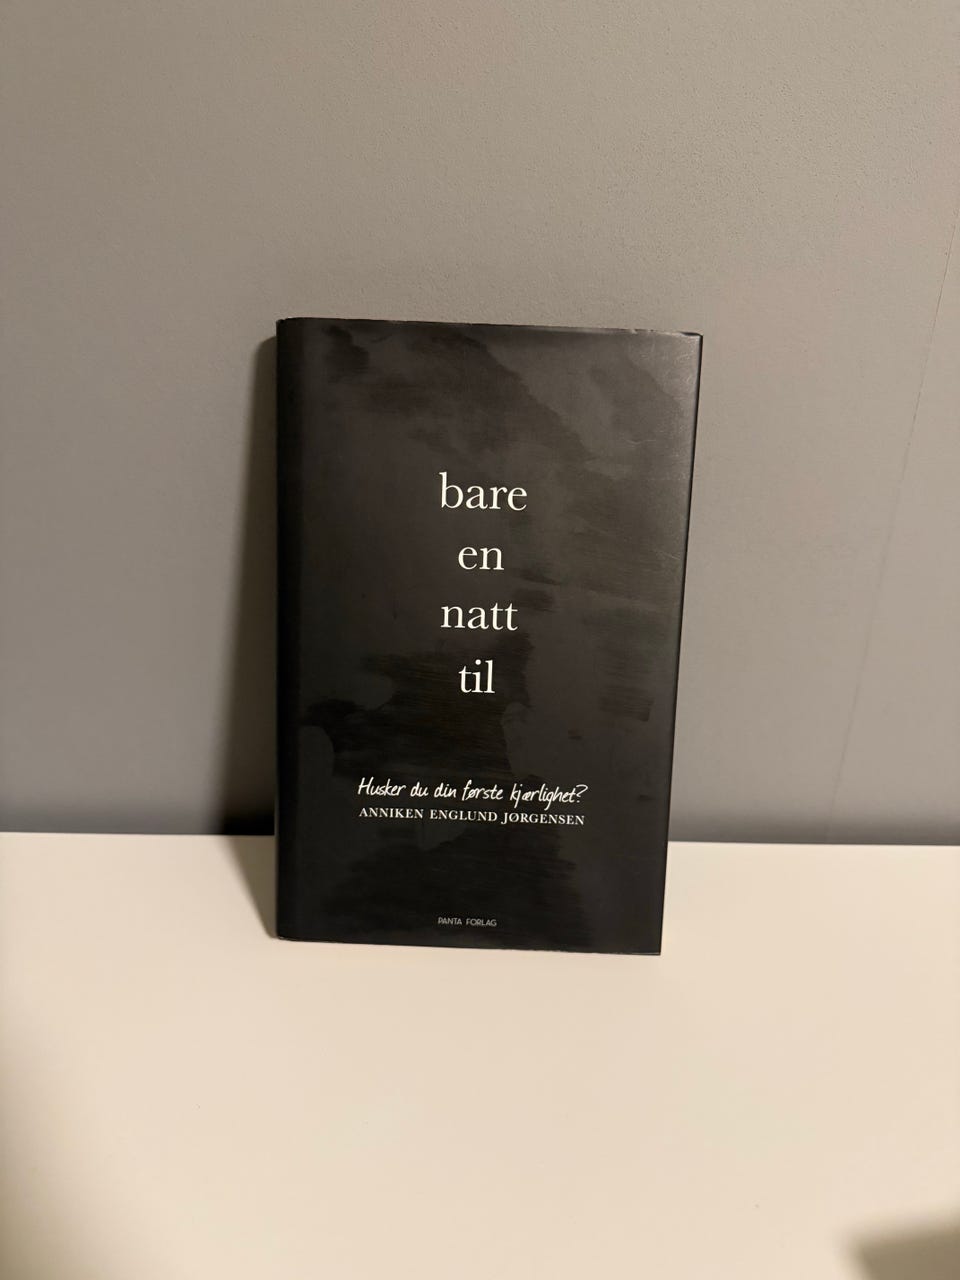 bare
en
natt
til
Husker du din første kjærlighet?
ANNIKEN ENGLUND JØRGENSEN
PANTA FORLAG